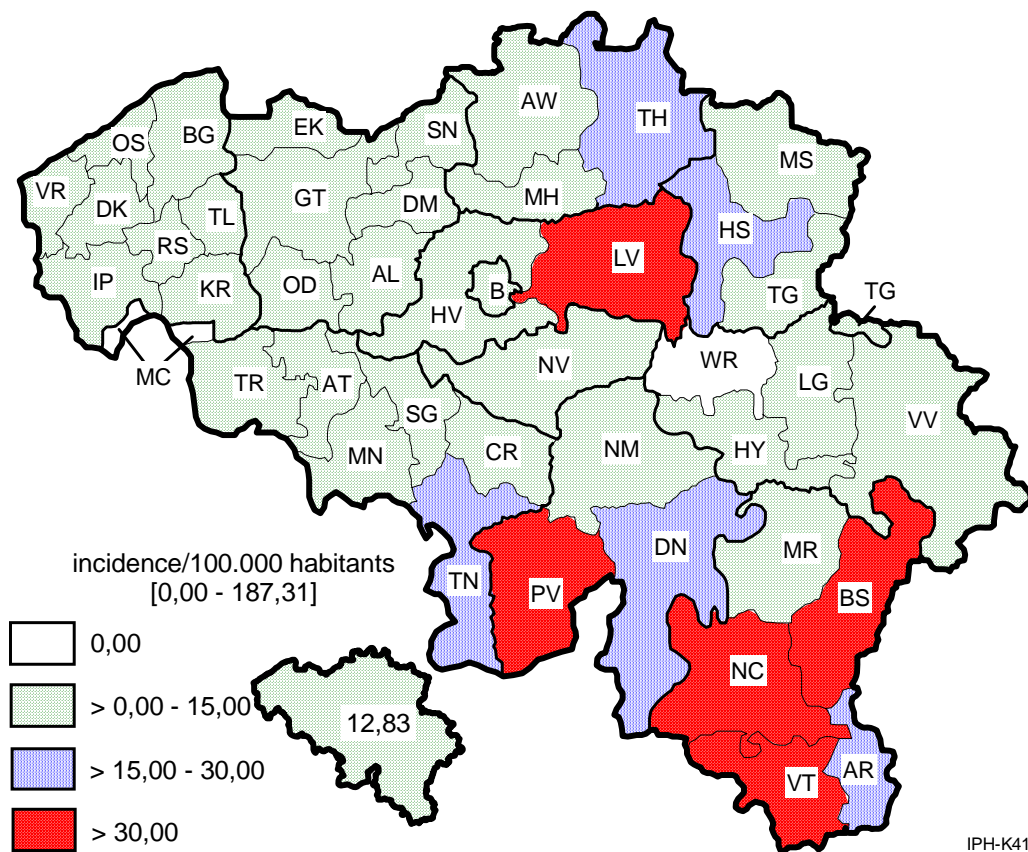 AW
TH
EK
SN
OS
BG
MS
VR
DK
TL
GT
DM
MH
HS
RS
LV
IP
KR
OD
AL
B
TG
TG
HV
MC
TR
AT
NV
WR
LG
SG
VV
MN
CR
NM
HY
incidence/100.000 habitants
[0,00 - 187,31]
TN
PV
DN
MR
BS
0,00
> 0,00 - 15,00
> 15,00 - 30,00
> 30,00
12,83
NC
VT
AR
IPH-K41